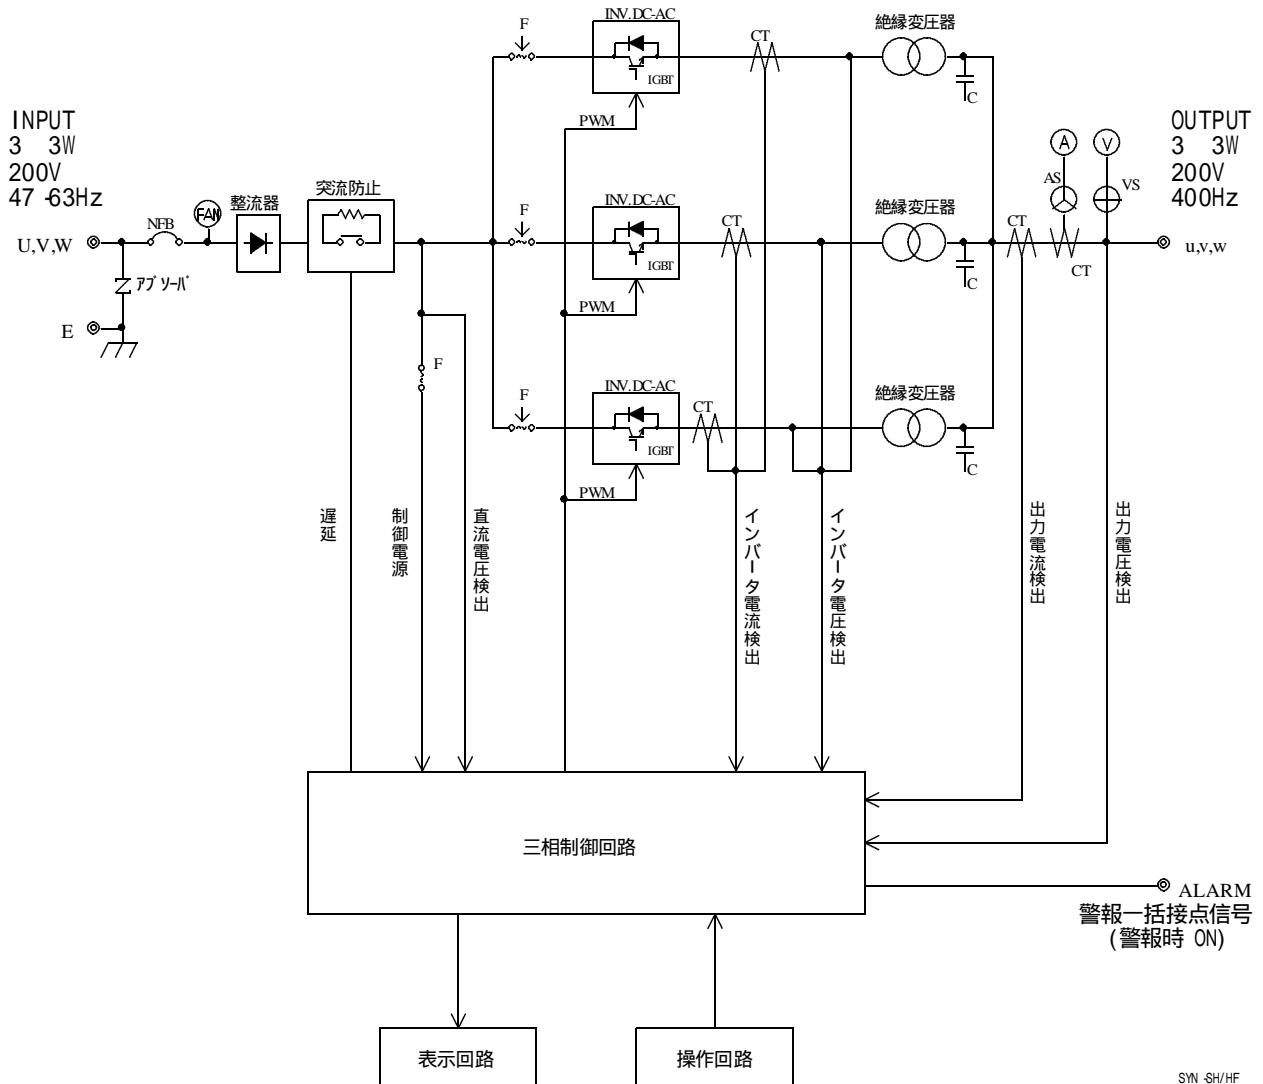 INPUT
3 3W
200V
47-63Hz
U,V,W
E
アブソーバ
NFB
FAN
整流器
突流防止
F
INV.DC-AC
IGBT
PWM
CT
絶縁変圧器
C
F
INV.DC-AC
IGBT
PWM
CT
絶縁変圧器
C
F
INV.DC-AC
IGBT
PWM
CT
絶縁変圧器
C
F
A
V
AS
VS
CT
CT
OUTPUT
3 3W
200V
400Hz
u,v,w
遅延
制御電源
直流電圧検出
インバータ電流検出
インバータ電圧検出
出力電流検出
出力電圧検出
三相制御回路
ALARM
警報一括接点信号
(警報時 ON)
表示回路
操作回路
SYN-SH/HF